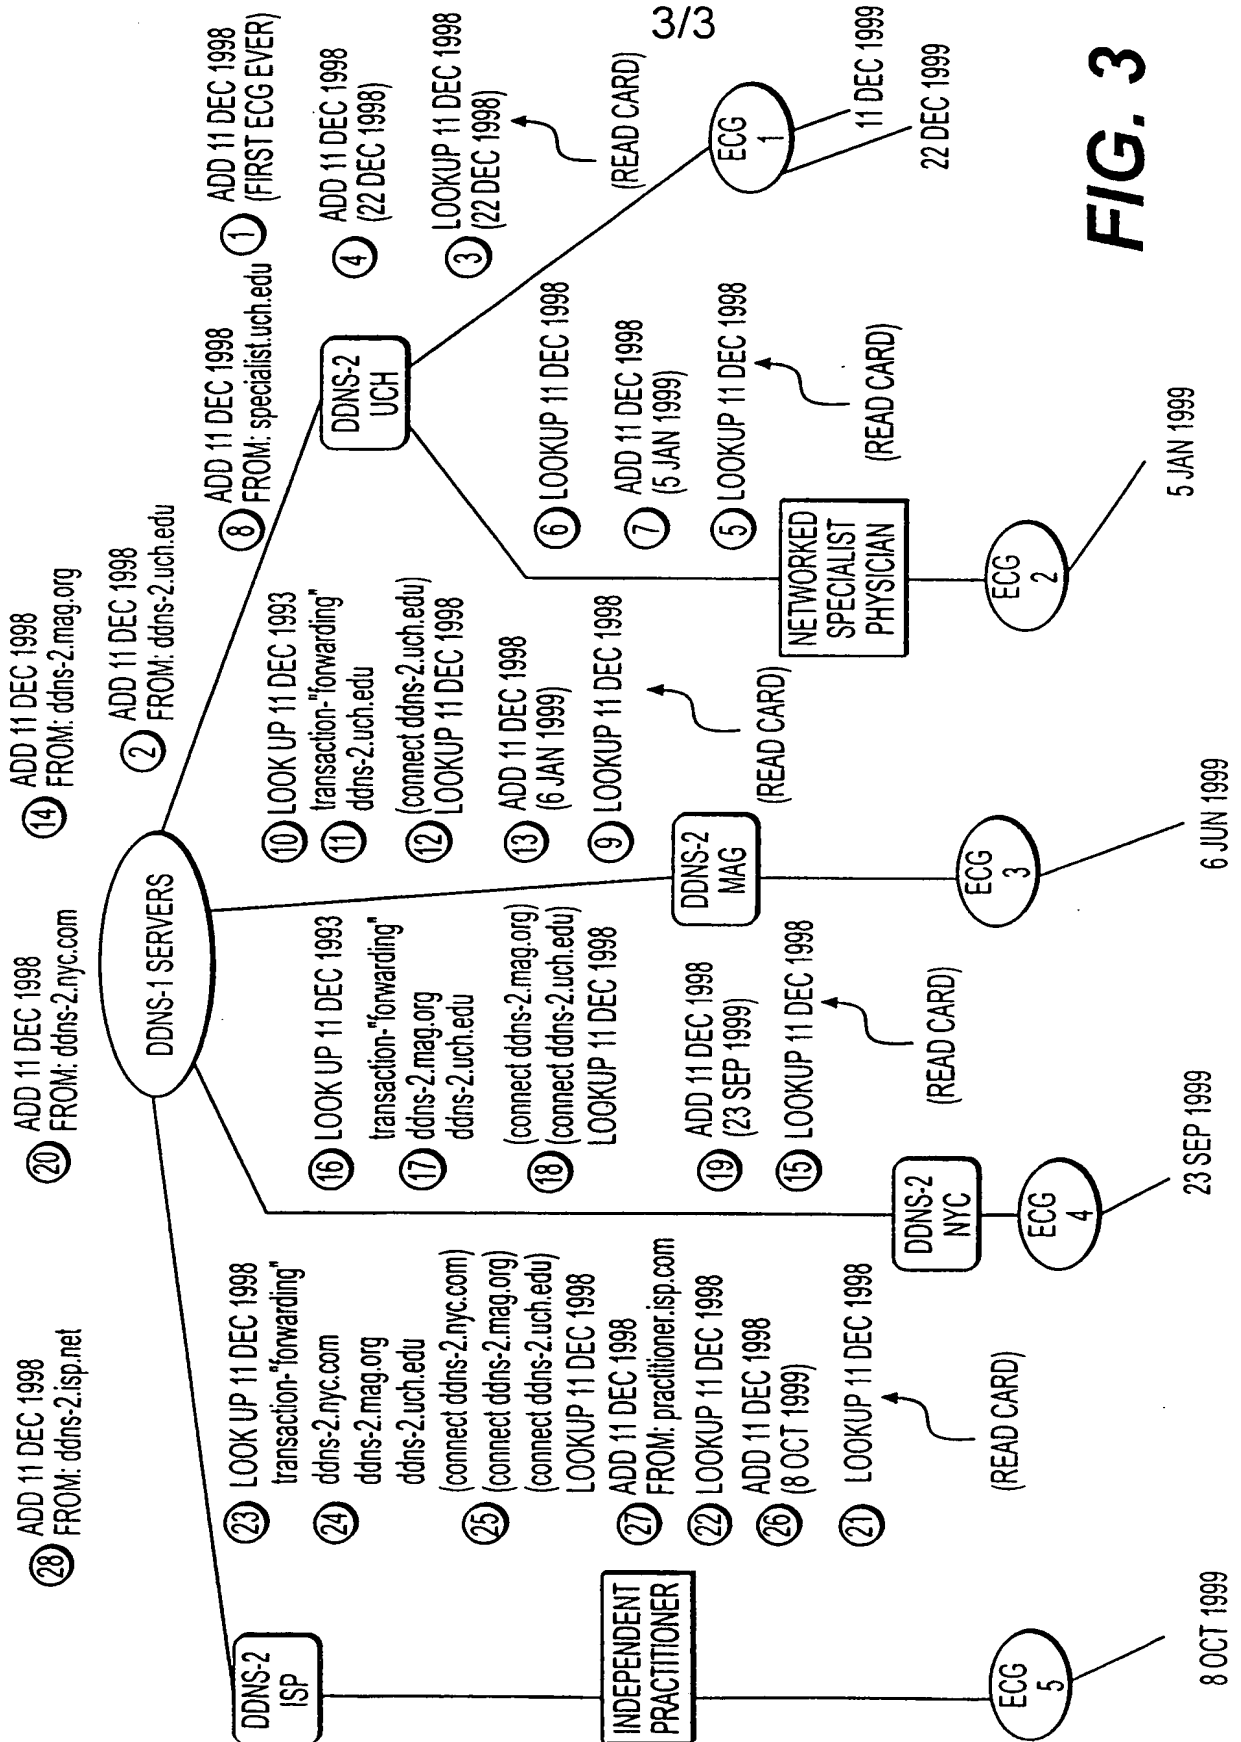 3/3
28 ADD 11 DEC 1998
FROM: ddns-2.isp.net
20 ADD 11 DEC 1998
FROM: ddns-2.nyc.com
14 ADD 11 DEC 1998
FROM: ddns-2.mag.org
DDNS-1 SERVERS
2 ADD 11 DEC 1998
FROM: ddns-2.uch.edu
8 ADD 11 DEC 1998
FROM: specialist.uch.edu
1 ADD 11 DEC 1998
(FIRST ECG EVER)
DDNS-2
ISP
23 LOOK UP 11 DEC 1998
transaction-"forwarding"
24 ddns-2.nyc.com
ddns-2.mag.org
ddns-2.uch.edu
(connect ddns-2.nyc.com)
25 (connect ddns-2.mag.org)
(connect ddns-2.uch.edu)
LOOKUP 11 DEC 1998
27 ADD 11 DEC 1998
FROM: practitioner.isp.com
22 LOOKUP 11 DEC 1998
26 ADD 11 DEC 1998
(8 OCT 1999)
21 LOOKUP 11 DEC 1998
(READ CARD)
INDEPENDENT
PRACTITIONER
ECG
5
8 OCT 1999
16 LOOK UP 11 DEC 1993
transaction-"forwarding"
17 ddns-2.mag.org
ddns-2.uch.edu
(connect ddns-2.mag.org)
18 (connect ddns-2.uch.edu)
LOOKUP 11 DEC 1998
19 ADD 11 DEC 1998
(23 SEP 1999)
15 LOOKUP 11 DEC 1998
(READ CARD)
DDNS-2
NYC
ECG
4
23 SEP 1999
10 LOOK UP 11 DEC 1993
transaction-"forwarding"
11 ddns-2.uch.edu
(connect ddns-2.uch.edu)
12 LOOKUP 11 DEC 1998
13 ADD 11 DEC 1998
(6 JAN 1999)
9 LOOKUP 11 DEC 1998
(READ CARD)
DDNS-2
MAG
ECG
3
6 JUN 1999
DDNS-2
UCH
6 LOOKUP 11 DEC 1998
7 ADD 11 DEC 1998
(5 JAN 1999)
5 LOOKUP 11 DEC 1998
(READ CARD)
NETWORKED
SPECIALIST
PHYSICIAN
ECG
2
5 JAN 1999
4 ADD 11 DEC 1998
(22 DEC 1998)
3 LOOKUP 11 DEC 1998
(22 DEC 1998)
(READ CARD)
ECG
1
11 DEC 1999
22 DEC 1999
FIG. 3